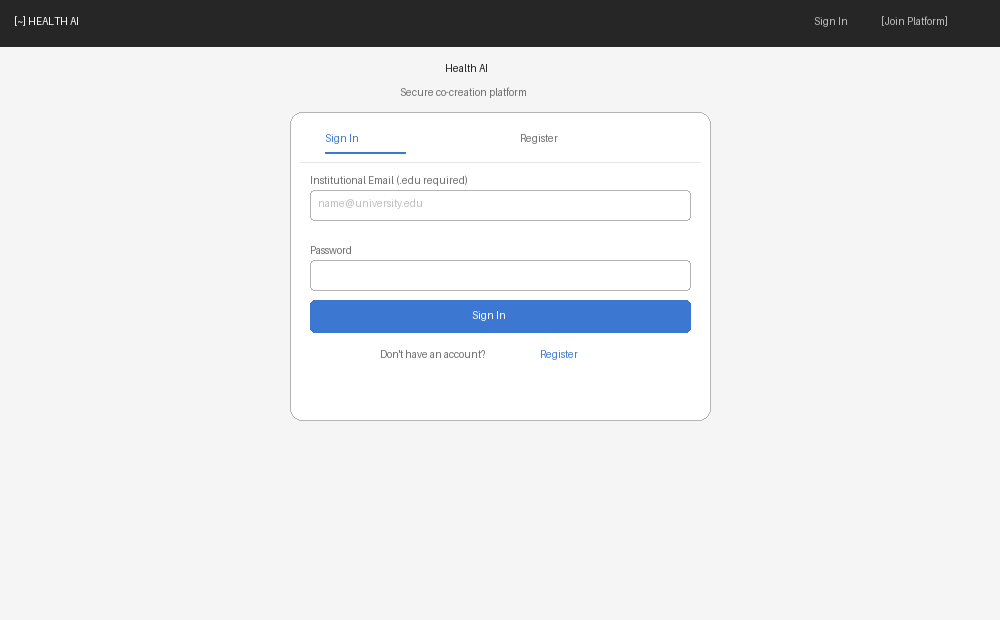 [~] HEALTH AI Sign In [Join Platform]
Health AI
Secure co-creation platform
Sign In Register
Institutional Email (.edu required)
name@university.edu
Password
Sign In
Don't have an account? Register